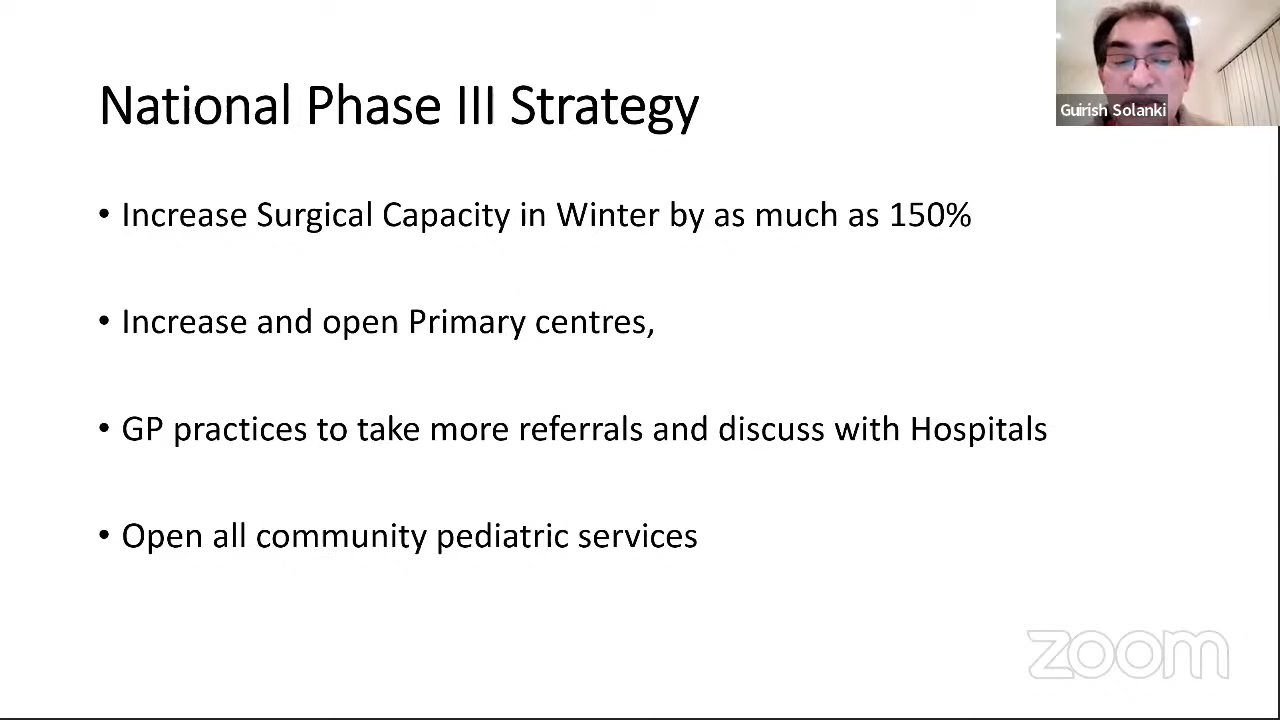 National Phase III Strategy
Guirish Solanki
• Increase Surgical Capacity in Winter by as much as 150%
• Increase and open Primary centres,
• GP practices to take more referrals and discuss with Hospitals
• Open all community pediatric services
zoom